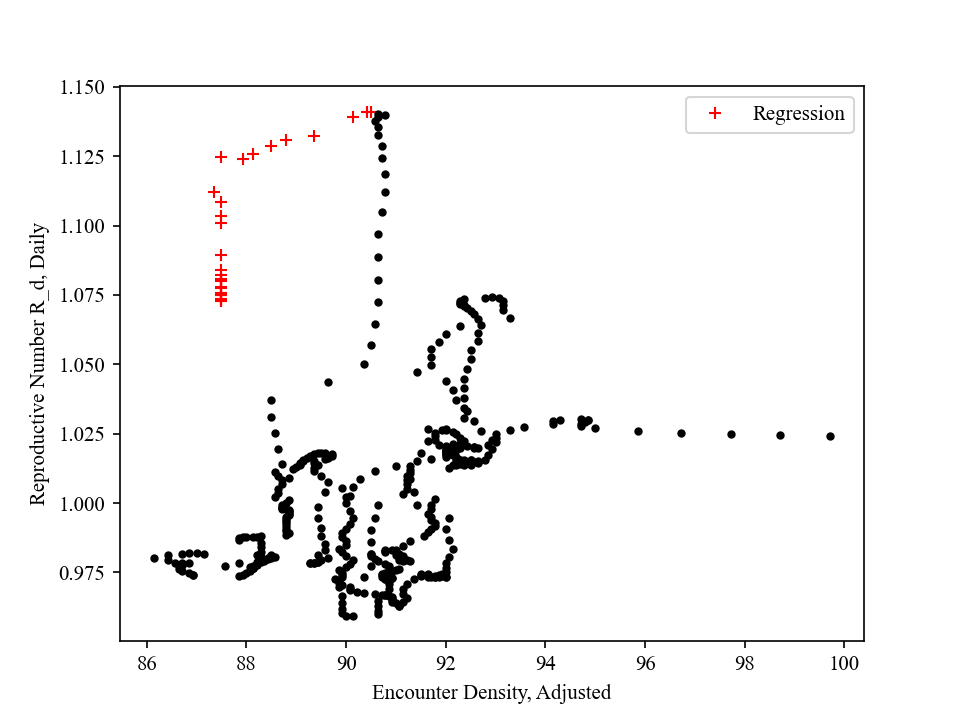 Regression
1.150
1.125
1.100
1.075
1.050
1.025
1.000
0.975
Reproductive Number R_d, Daily
86 88 90 92 94 96 98 100
Encounter Density, Adjusted